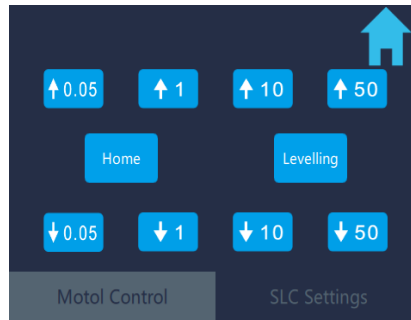 ↑ 0.05 ↑ 1 ↑ 10 ↑ 50
Home Levelling
↓ 0.05 ↓ 1 ↓ 10 ↓ 50
Motol Control SLC Settings